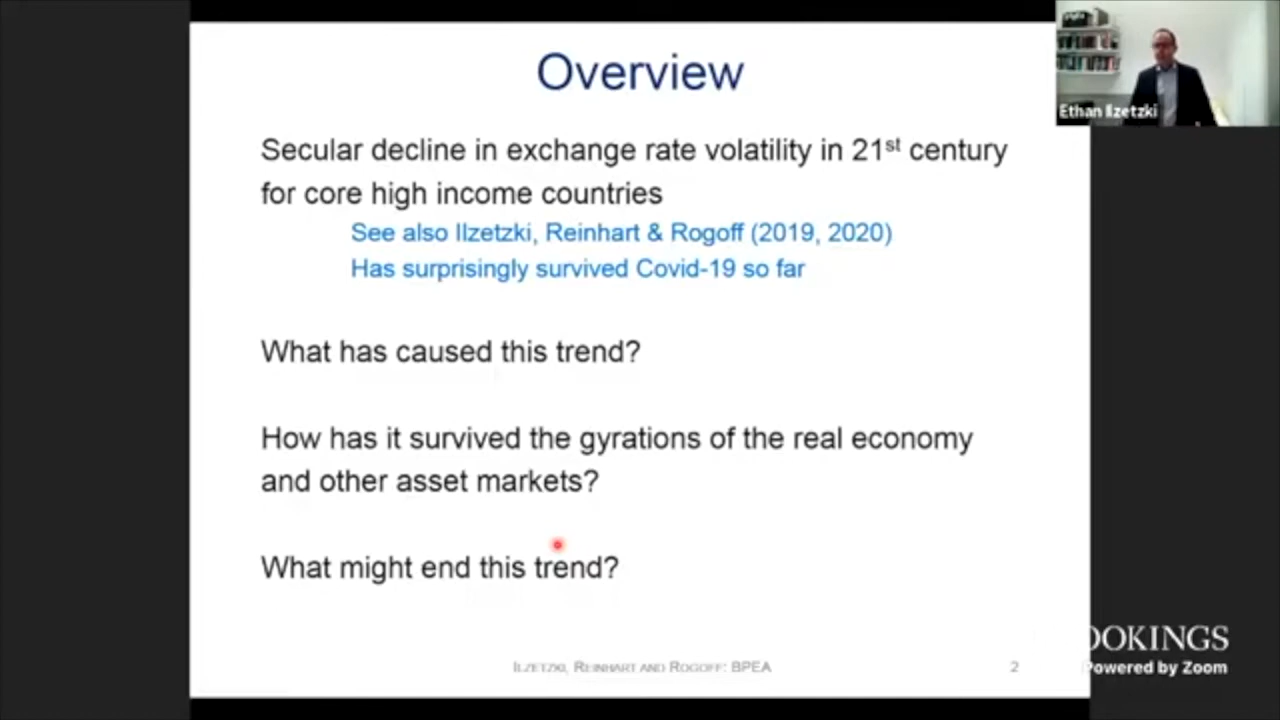 Overview
Ethan Ilzetzki
Secular decline in exchange rate volatility in 21st century
for core high income countries
See also Ilzetzki, Reinhart & Rogoff (2019, 2020)
Has surprisingly survived Covid-19 so far
What has caused this trend?
How has it survived the gyrations of the real economy
and other asset markets?
What might end this trend?
ILZETZKI, REINHART AND ROGOFF: BPEA
2
OOKINGS
Powered by Zoom